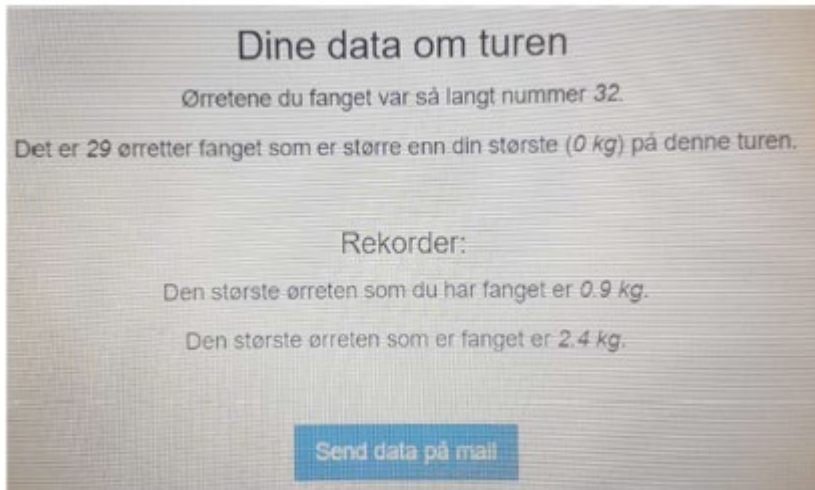 Dine data om turen
Ørretene du fanget var så langt nummer 32.
Det er 29 ørretter fanget som er større enn din største (0 kg) på denne turen.
Rekorder:
Den største ørreten som du har fanget er 0.9 kg.
Den største ørreten som er fanget er 2.4 kg.
Send data på mail